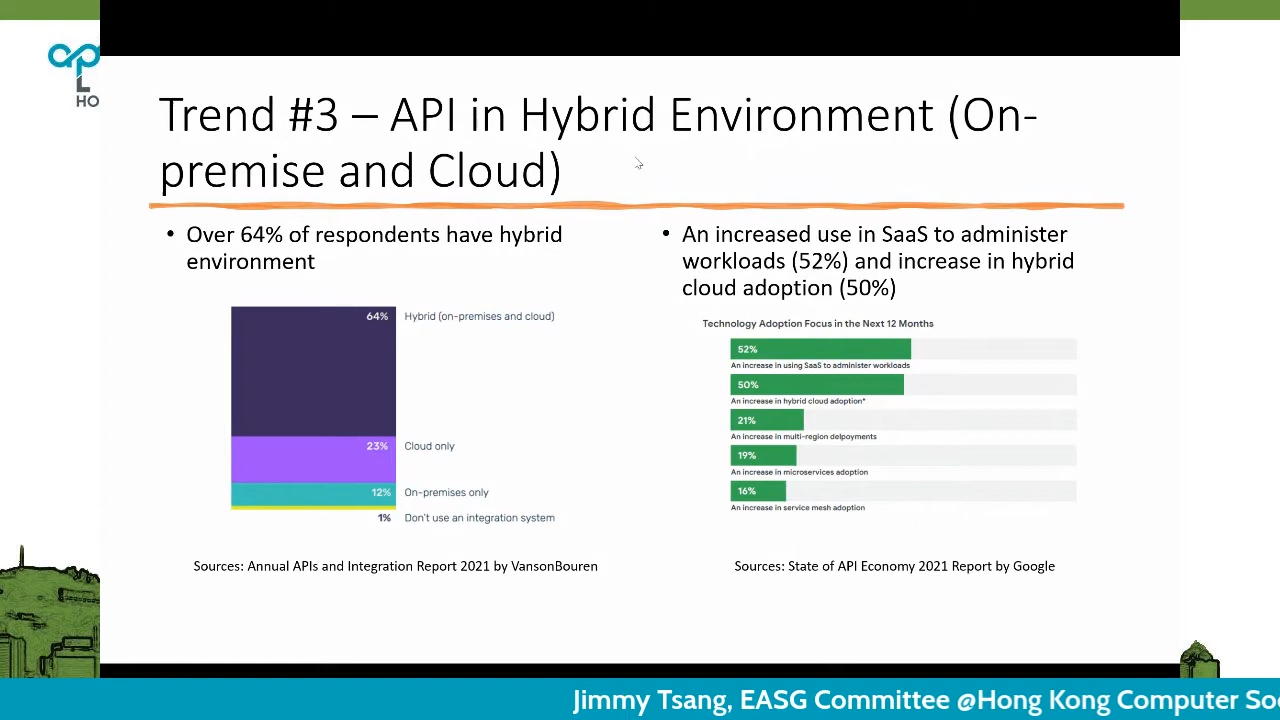 HO
Trend #3 – API in Hybrid Environment (On-
premise and Cloud)
• Over 64% of respondents have hybrid
environment
64% Hybrid (on-premises and cloud)
23% Cloud only
12% On-premises only
1% Don't use an integration system
Sources: Annual APIs and Integration Report 2021 by VansonBouren
• An increased use in SaaS to administer
workloads (52%) and increase in hybrid
cloud adoption (50%)
Technology Adoption Focus in the Next 12 Months
52%
An increase in using SaaS to administer workloads
50%
An increase in hybrid cloud adoption*
21%
An increase in multi-region delpoyments
19%
An increase in microservices adoption
16%
An increase in service mesh adoption
Sources: State of API Economy 2021 Report by Google
Jimmy Tsang, EASG Committee @Hong Kong Computer So